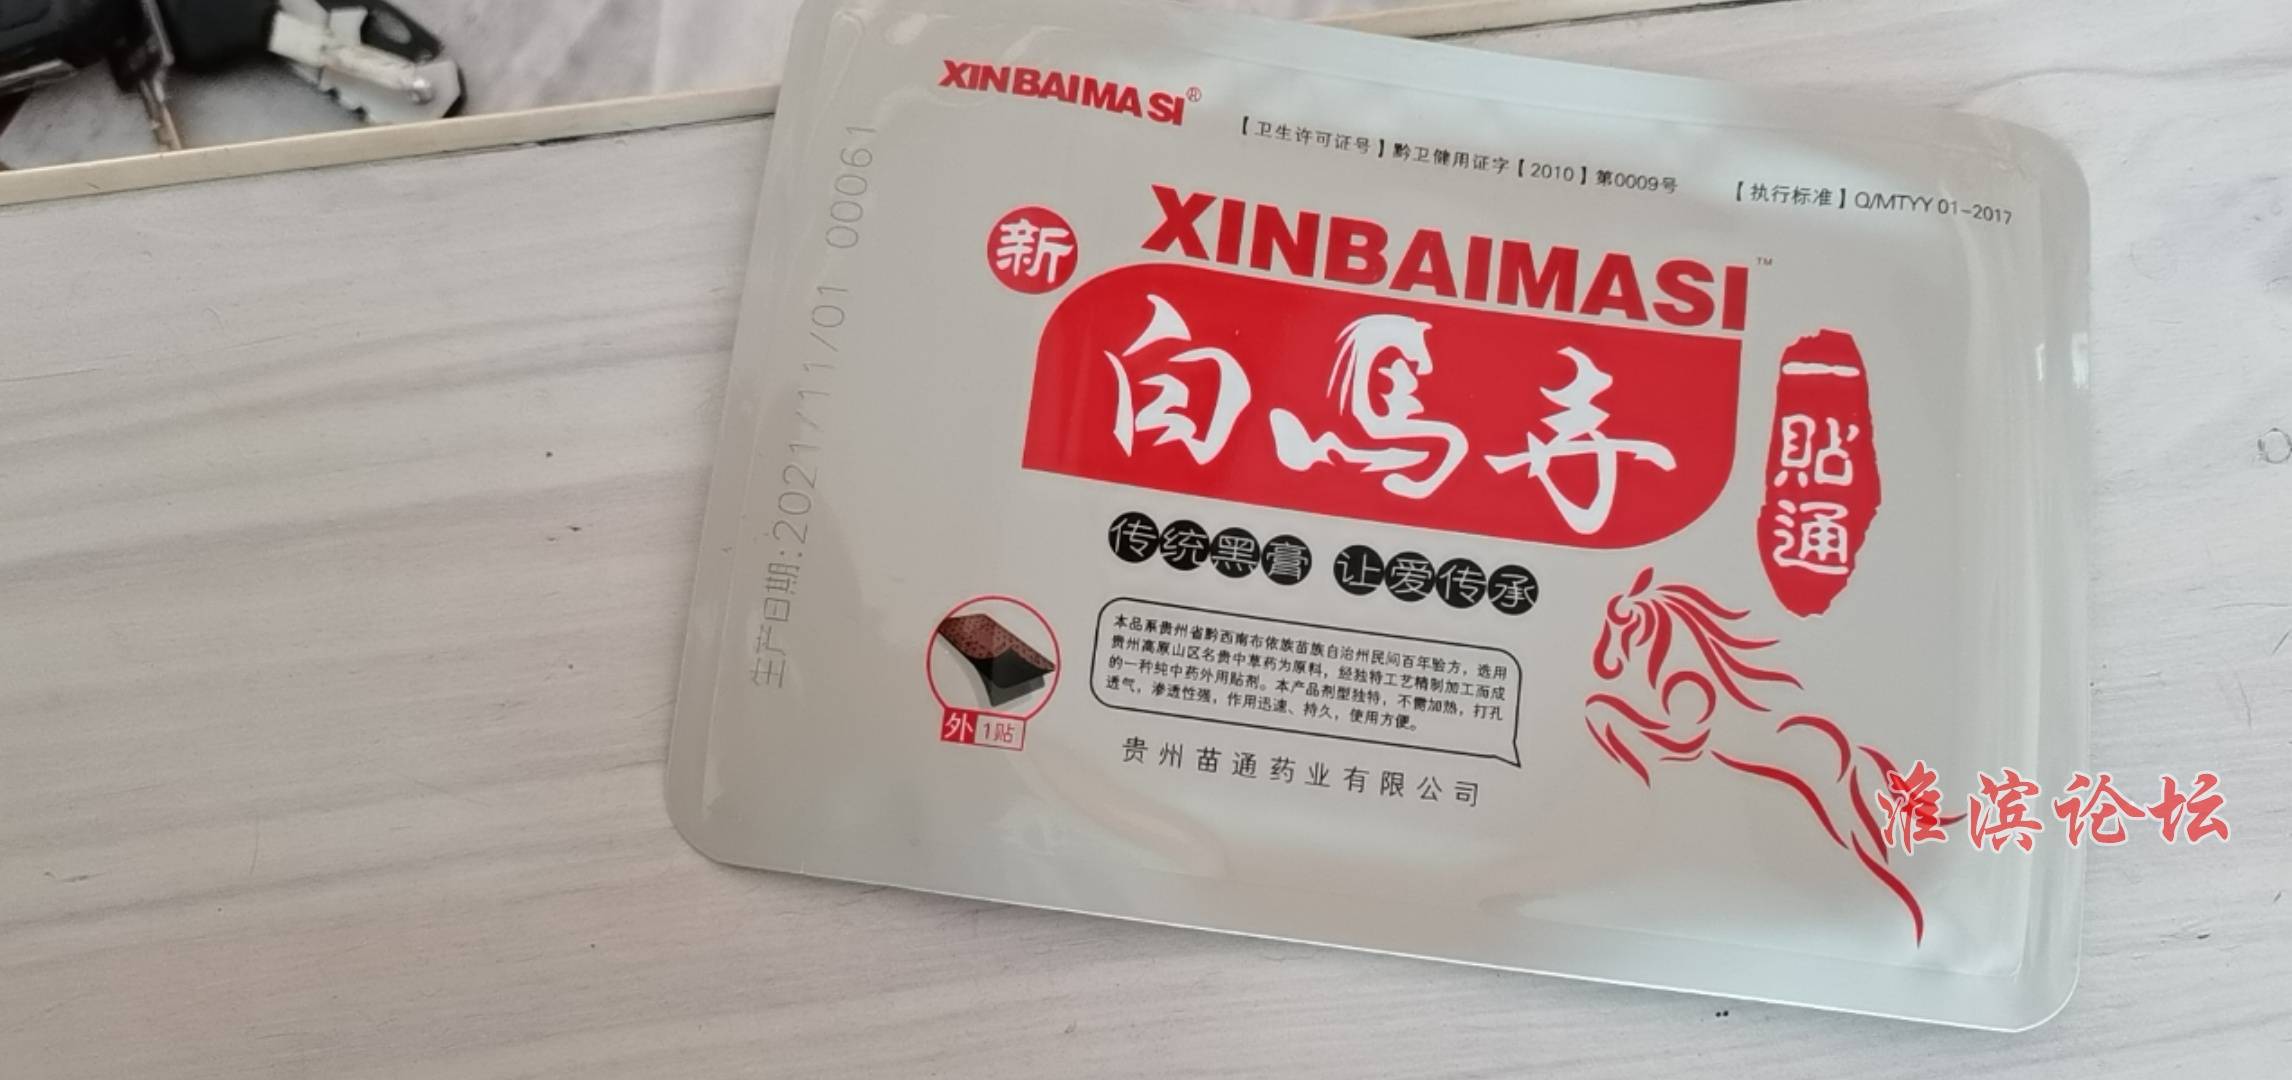 XINBAIMASI®
【卫生许可证号】黔卫健用证字【2010】第0009号
【执行标准】Q/MTYY 01-2017
新
XINBAIMASI™
白馬寺
一貼通
传统黑膏 让爱传承
本品系贵州省黔西南布依族苗族自治州民间百年验方，选用
贵州高原山区名贵中草药为原料，经独特工艺精制加工而成
的一种纯中药外用贴剂。本产品剂型独特，不需加热，打孔
透气，渗透性强，作用迅速、持久，使用方便。
外 1贴
贵州苗通药业有限公司
生产日期:2021/11/01 00061
淮滨论坛